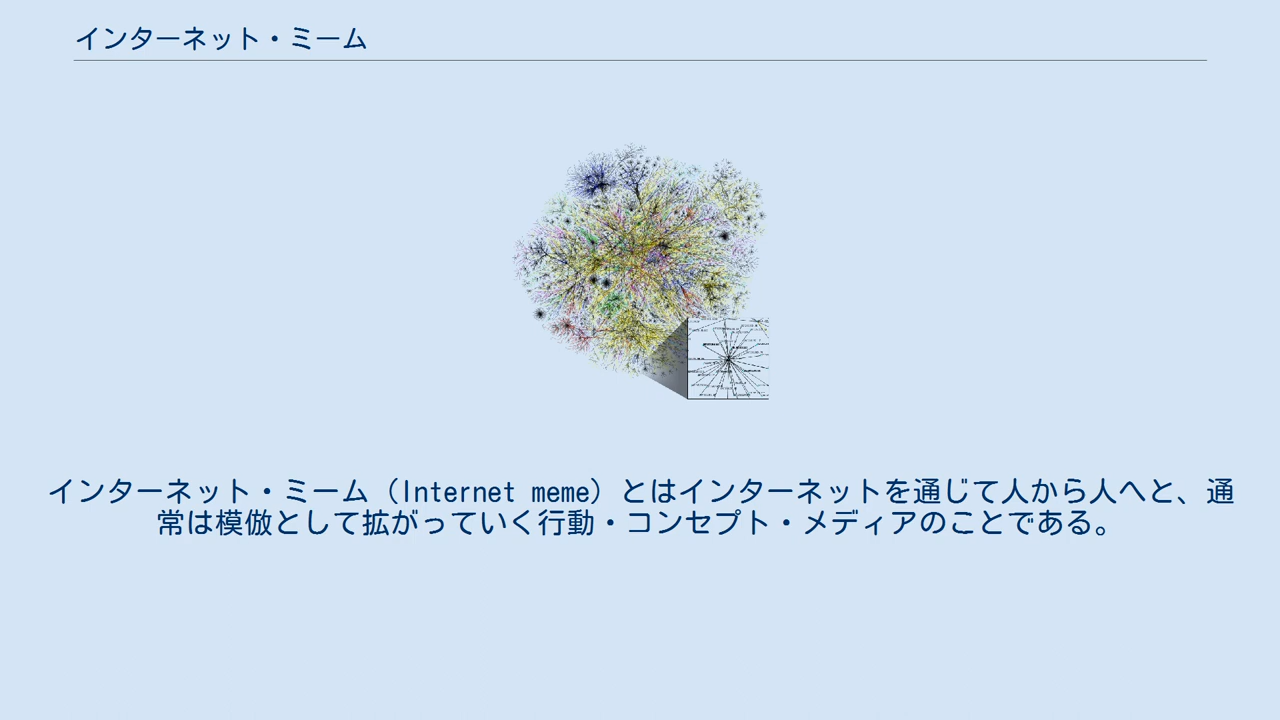 インターネット・ミーム
インターネット・ミーム（Internet meme）とはインターネットを通じて人から人へと、通
常は模倣として拡がっていく行動・コンセプト・メディアのことである。